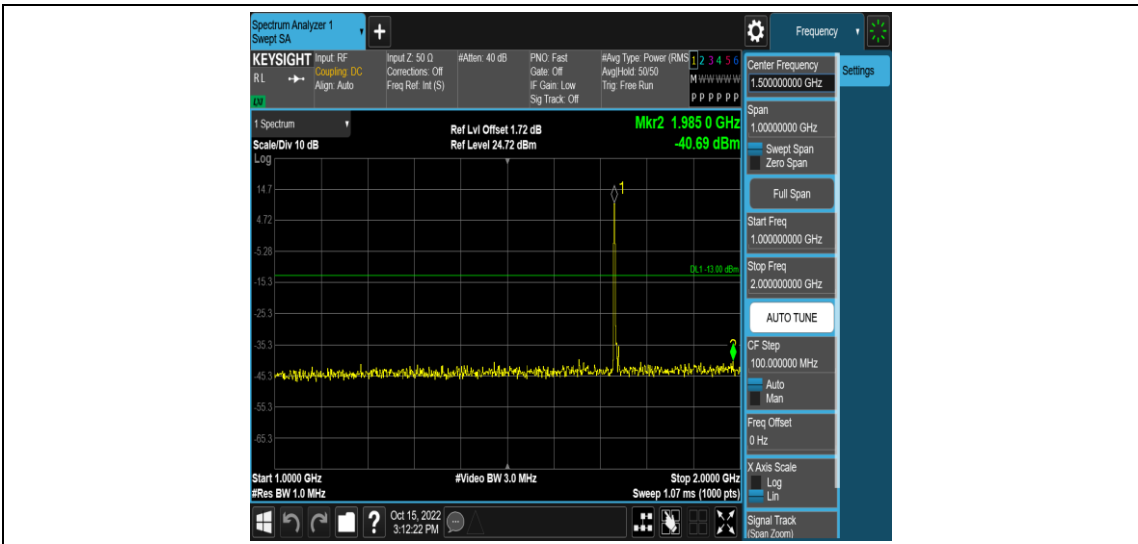 Spectrum Analyzer 1
Swept SA
+
Frequency
KEYSIGHT
RL
Input: RF
Coupling: DC
Align: Auto
Input Z: 50 Ω
Corrections: Off
Freq Ref: Int (S)
#Atten: 40 dB
PNO: Fast
Gate: Off
IF Gain: Low
Sig Track: Off
#Avg Type: Power (RMS
Avg|Hold: 50/50
Trig: Free Run
1 2 3 4 5 6
M W W W W W
P P P P P P
1 Spectrum
Scale/Div 10 dB
Log
Ref Lvl Offset 1.72 dB
Ref Level 24.72 dBm
Mkr2 1.985 0 GHz
-40.69 dBm
14.7
4.72
-5.28
-15.3
-25.3
-35.3
-45.3
-55.3
-65.3
1
DL1 -13.00 dBm
2
Start 1.0000 GHz
#Res BW 1.0 MHz
#Video BW 3.0 MHz
Stop 2.0000 GHz
Sweep 1.07 ms (1000 pts)
Center Frequency
1.500000000 GHz
Settings
Span
1.00000000 GHz
Swept Span
Zero Span
Full Span
Start Freq
1.000000000 GHz
Stop Freq
2.000000000 GHz
AUTO TUNE
CF Step
100.000000 MHz
Auto
Man
Freq Offset
0 Hz
X Axis Scale
Log
Lin
Signal Track
(Span Zoom)
?
Oct 15, 2022
3:12:22 PM